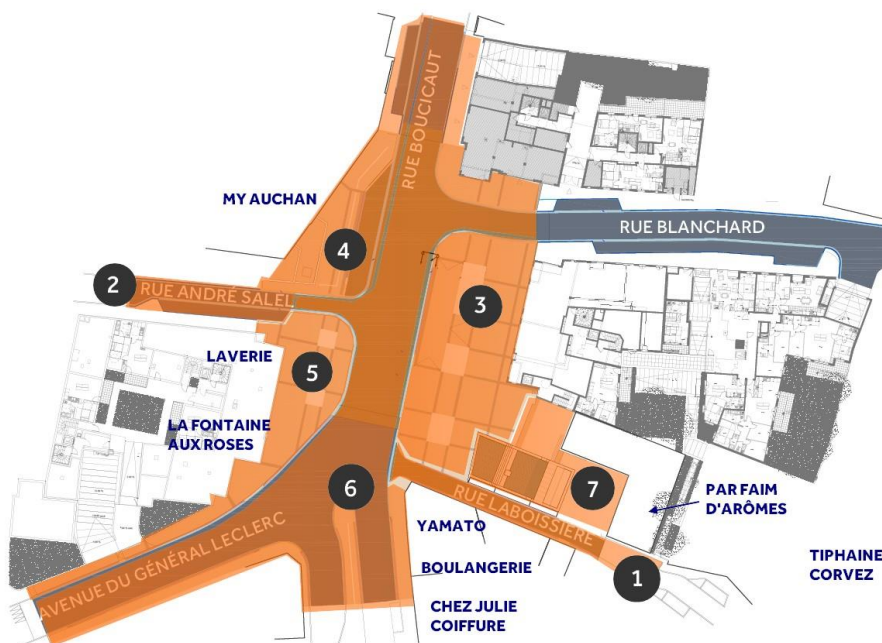 RUE BOUCICAUT
MY AUCHAN
RUE BLANCHARD
4
2
RUE ANDRÉ SALEL
3
LAVERIE
5
LA FONTAINE
AUX ROSES
6
7
RUE LABOISSIÈRE
PAR FAIM
D'ARÔMES
YAMATO
BOULANGERIE
TIPHAINE
CORVEZ
1
AVENUE DU GÉNÉRAL LECLERC
CHEZ JULIE
COIFFURE